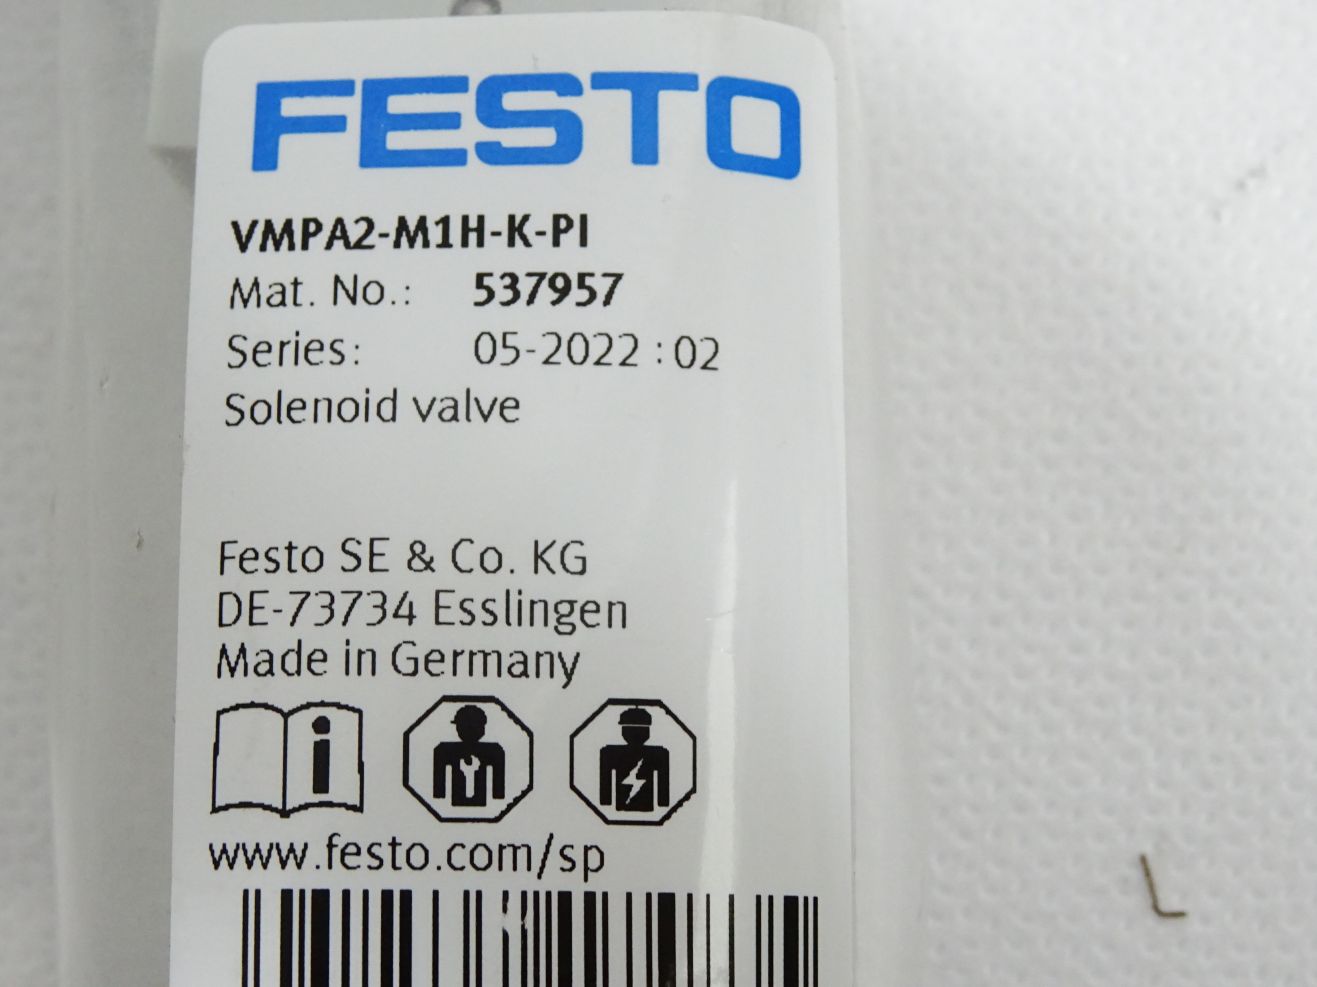 FESTO
VMPA2-M1H-K-PI
Mat. No.: 537957
Series: 05-2022 :02
Solenoid valve
Festo SE & Co. KG
DE-73734 Esslingen
Made in Germany
www.festo.com/sp